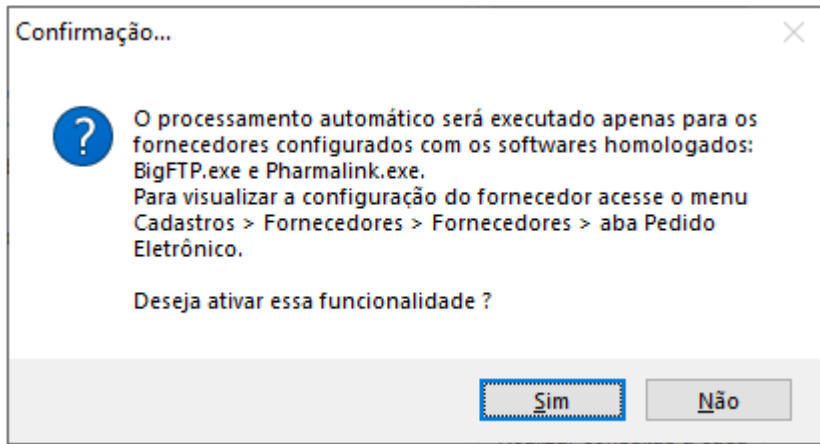 Confirmação...
O processamento automático será executado apenas para os
fornecedores configurados com os softwares homologados:
BigFTP.exe e Pharmalink.exe.
Para visualizar a configuração do fornecedor acesse o menu
Cadastros > Fornecedores > Fornecedores > aba Pedido
Eletrônico.
Deseja ativar essa funcionalidade ?
Sim
Não